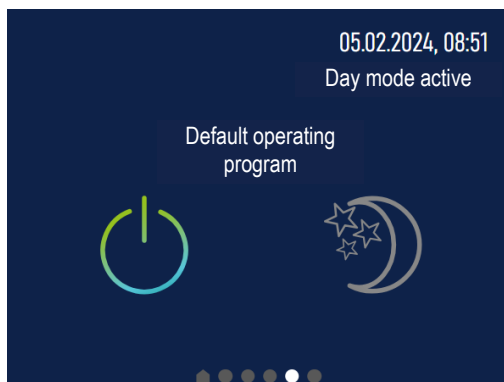 05.02.2024, 08:51
Day mode active
Default operating
program